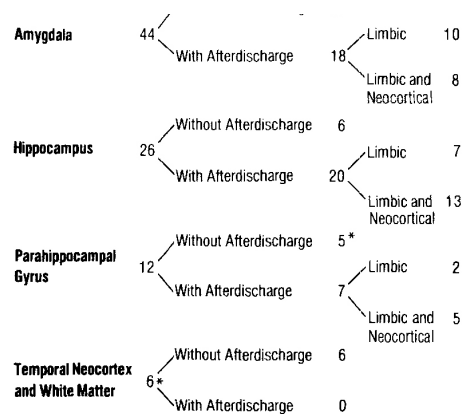 Amygdala 44 Limbic 10
With Afterdischarge 18
Limbic and 8
Neocortical
Without Afterdischarge 6
Hippocampus 26 Limbic 7
With Afterdischarge 20
Limbic and 13
Neocortical
Without Afterdischarge 5*
Parahippocampal
Gyrus 12 Limbic 2
With Afterdischarge 7
Limbic and 5
Neocortical
Without Afterdischarge 6
Temporal Neocortex
and White Matter 6*
With Afterdischarge 0